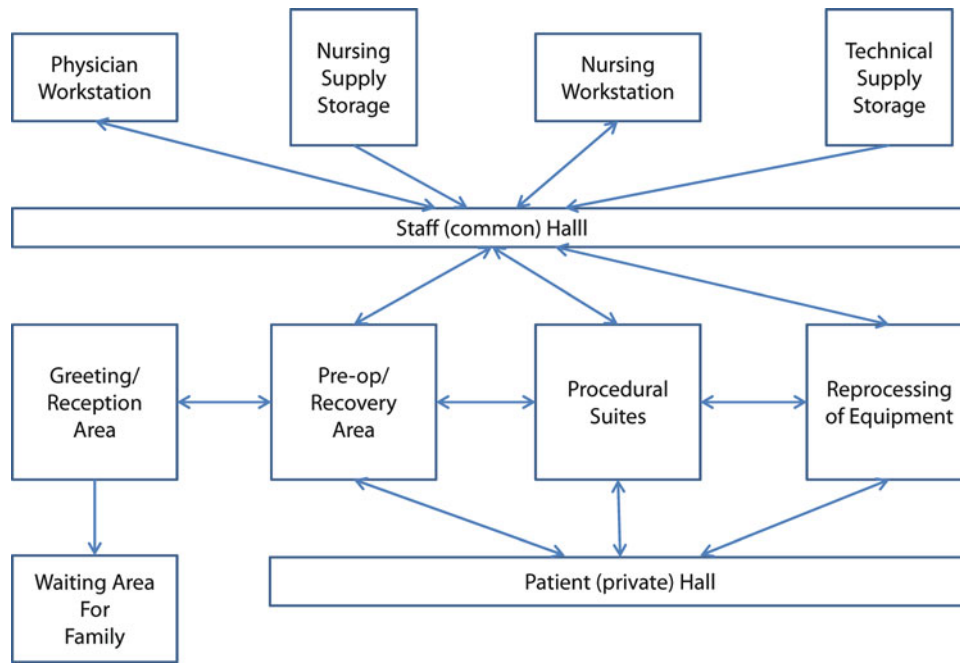 Physician
Workstation
Nursing
Supply
Storage
Nursing
Workstation
Technical
Supply
Storage
Staff (common) Halll
Greeting/
Reception
Area
Pre-op/
Recovery
Area
Procedural
Suites
Reprocessing
of Equipment
Waiting Area
For
Family
Patient (private) Hall